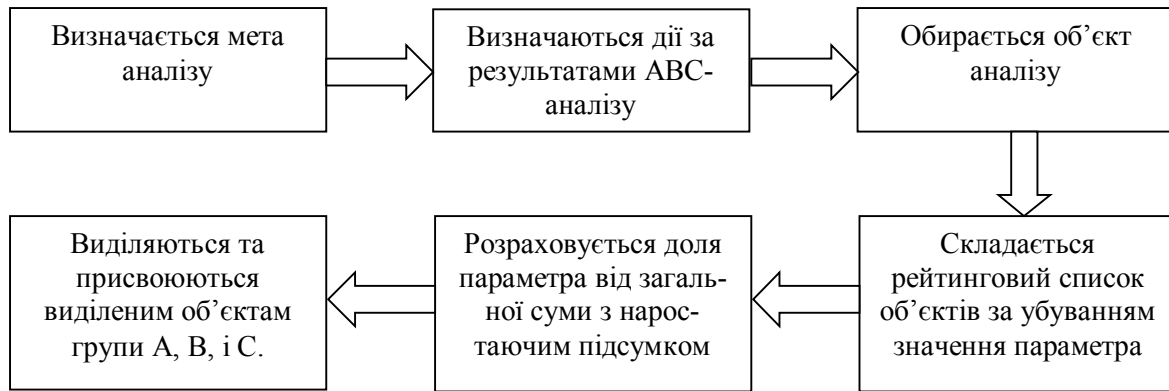 Визначається мета
аналізу
Визначаються дії за
результатами АВС-
аналізу
Обирається об’єкт
аналізу
Складається
рейтинговий список
об’єктів за убуванням
значення параметра
Розраховується доля
параметра від загаль-
ної суми з нарос-
таючим підсумком
Виділяються та
присвоюються
виділеним об’єктам
групи А, В, і С.